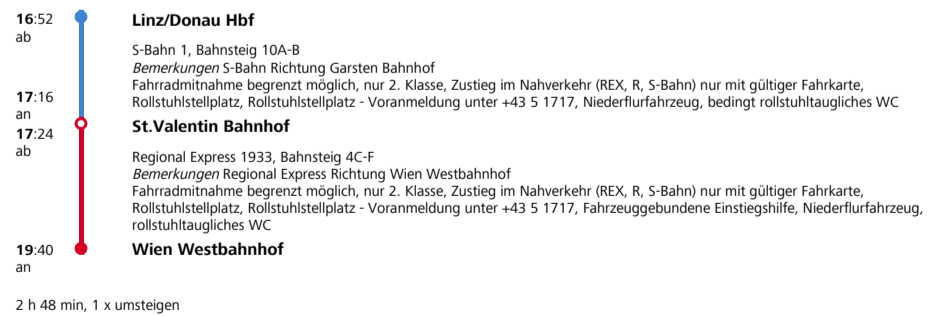 16:52
ab
Linz/Donau Hbf
S-Bahn 1, Bahnsteig 10A-B
Bemerkungen S-Bahn Richtung Garsten Bahnhof
Fahrradmitnahme begrenzt möglich, nur 2. Klasse, Zustieg im Nahverkehr (REX, R, S-Bahn) nur mit gültiger Fahrkarte,
Rollstuhlstellplatz, Rollstuhlstellplatz - Voranmeldung unter +43 5 1717, Niederflurfahrzeug, bedingt rollstuhltaugliches WC
17:16
an
17:24
ab
St.Valentin Bahnhof
Regional Express 1933, Bahnsteig 4C-F
Bemerkungen Regional Express Richtung Wien Westbahnhof
Fahrradmitnahme begrenzt möglich, nur 2. Klasse, Zustieg im Nahverkehr (REX, R, S-Bahn) nur mit gültiger Fahrkarte,
Rollstuhlstellplatz, Rollstuhlstellplatz - Voranmeldung unter +43 5 1717, Fahrzeuggebundene Einstiegshilfe, Niederflurfahrzeug,
rollstuhltaugliches WC
19:40
an
Wien Westbahnhof
2 h 48 min, 1 x umsteigen